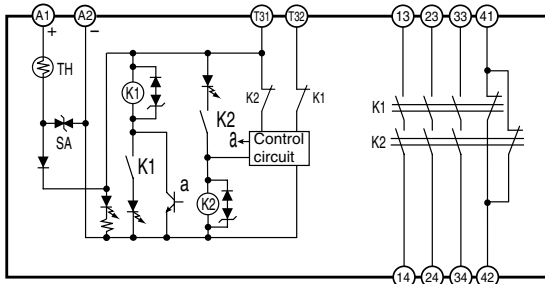 A1 A2 T31 T32 13 23 33 41
+ −
TH
K1
K2 K2 K1 K1
SA
K1 a Control
circuit K2
a
K2
14 24 34 42